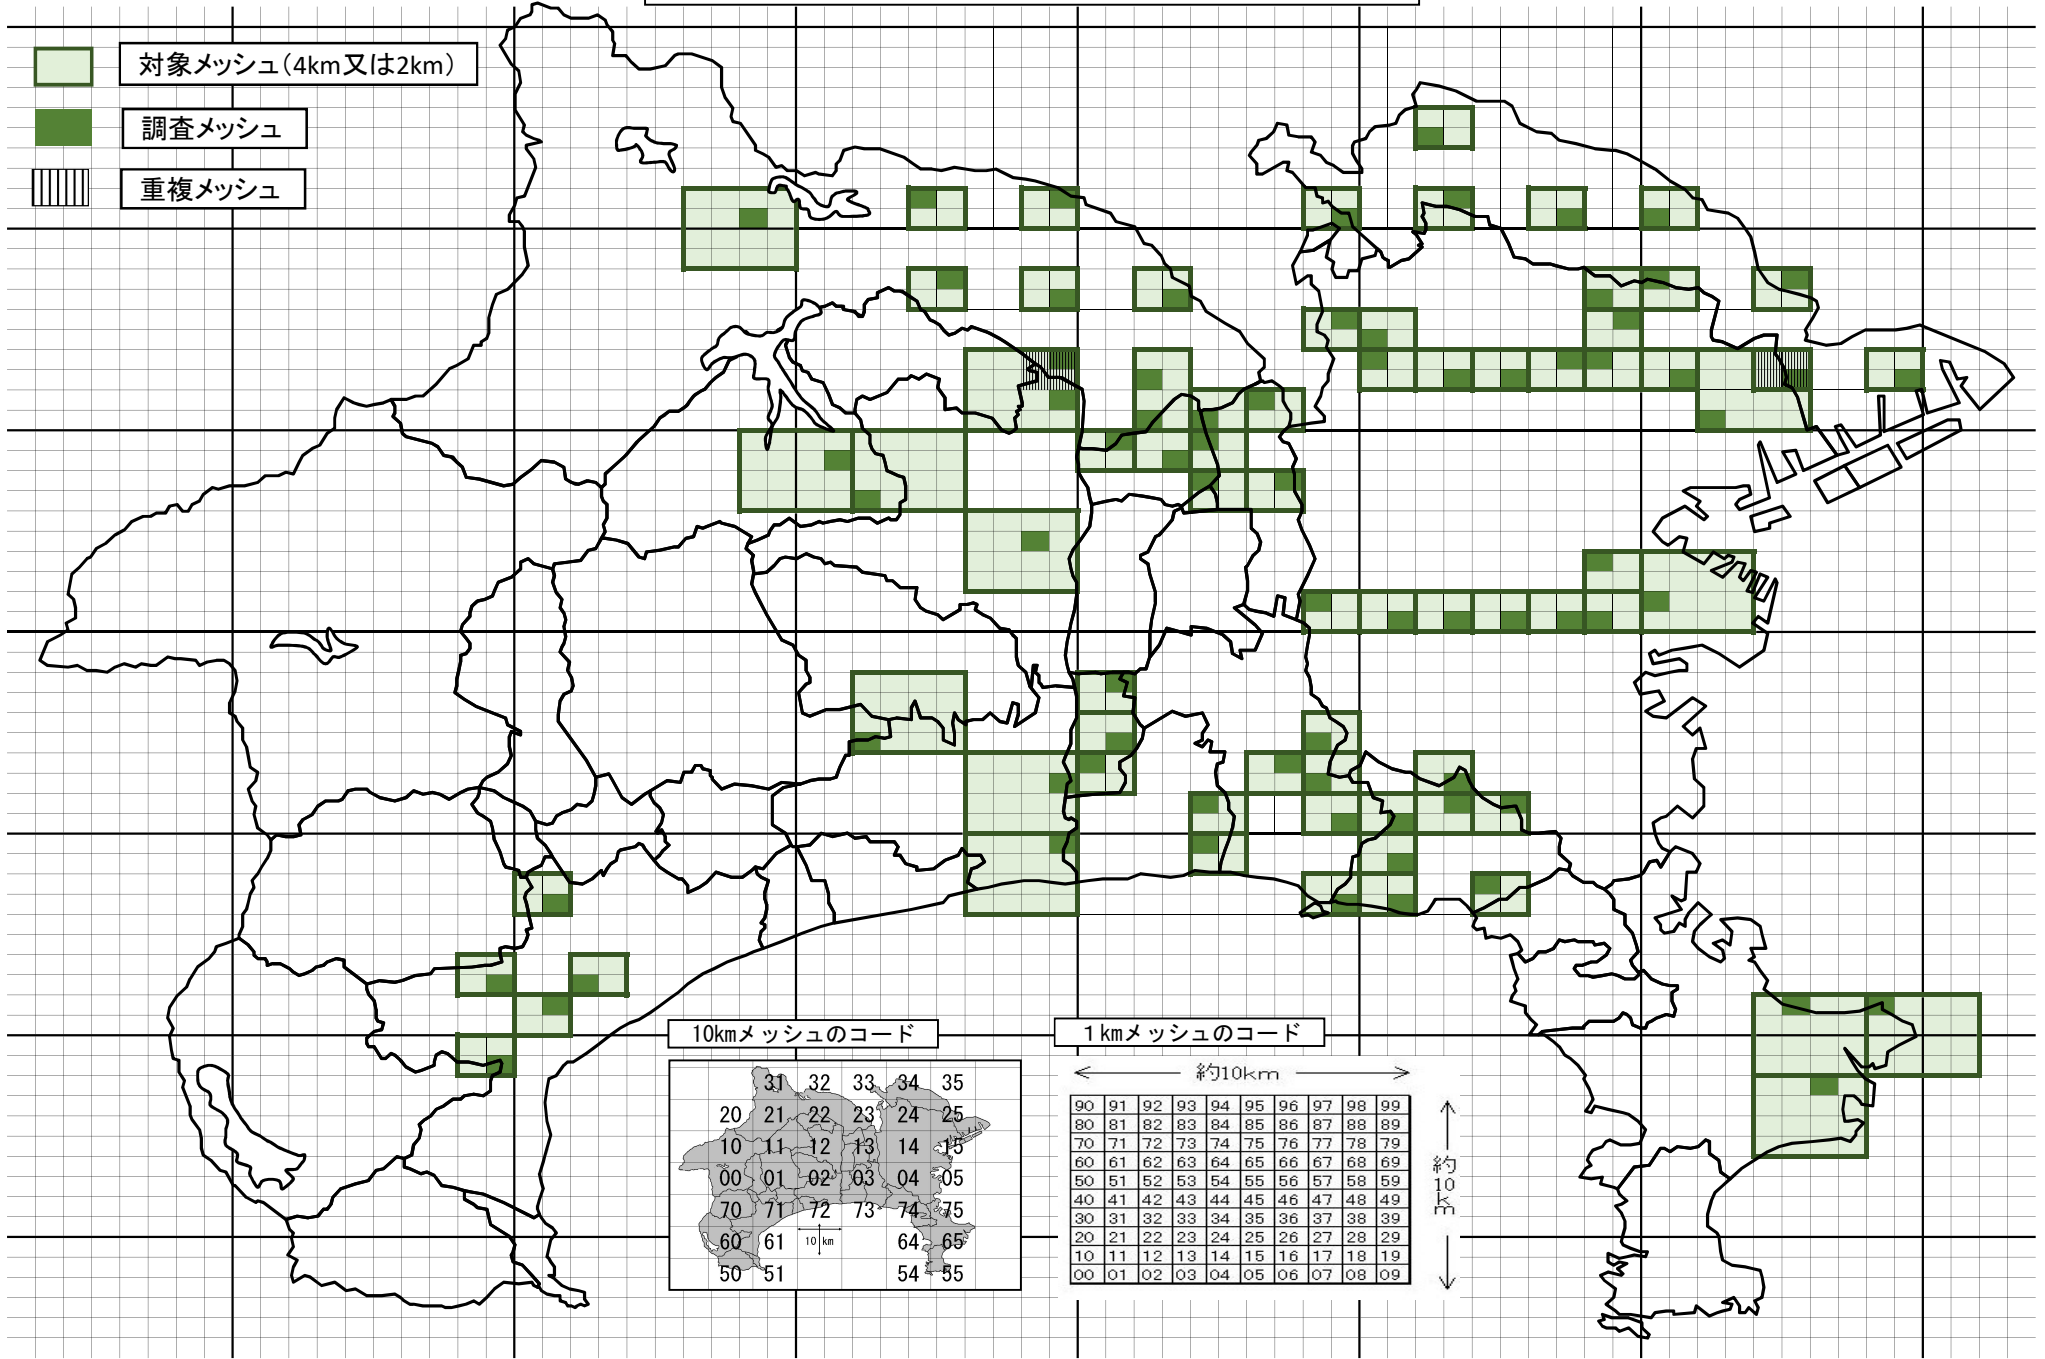 対象メッシュ（4km又は2km）
調査メッシュ
重複メッシュ
10kmメッシュのコード
31 32 33 34 35
20 21 22 23 24 25
10 11 12 13 14 15
00 01 02 03 04 05
70 71 72 73 74 75
60 61 10 km 64 65
50 51 54 55
１kmメッシュのコード
約10km
90 91 92 93 94 95 96 97 98 99
80 81 82 83 84 85 86 87 88 89
70 71 72 73 74 75 76 77 78 79
60 61 62 63 64 65 66 67 68 69
50 51 52 53 54 55 56 57 58 59
40 41 42 43 44 45 46 47 48 49
30 31 32 33 34 35 36 37 38 39
20 21 22 23 24 25 26 27 28 29
10 11 12 13 14 15 16 17 18 19
00 01 02 03 04 05 06 07 08 09
約10km